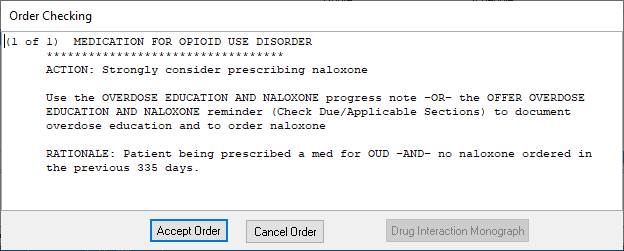 Order Checking
(1 of 1)  MEDICATION FOR OPIOID USE DISORDER
**********************************
ACTION: Strongly consider prescribing naloxone
Use the OVERDOSE EDUCATION AND NALOXONE progress note -OR- the OFFER OVERDOSE
EDUCATION AND NALOXONE reminder (Check Due/Applicable Sections) to document
overdose education and to order naloxone
RATIONALE: Patient being prescribed a med for OUD -AND- no naloxone ordered in
the previous 335 days.
Accept Order
Cancel Order
Drug Interaction Monograph